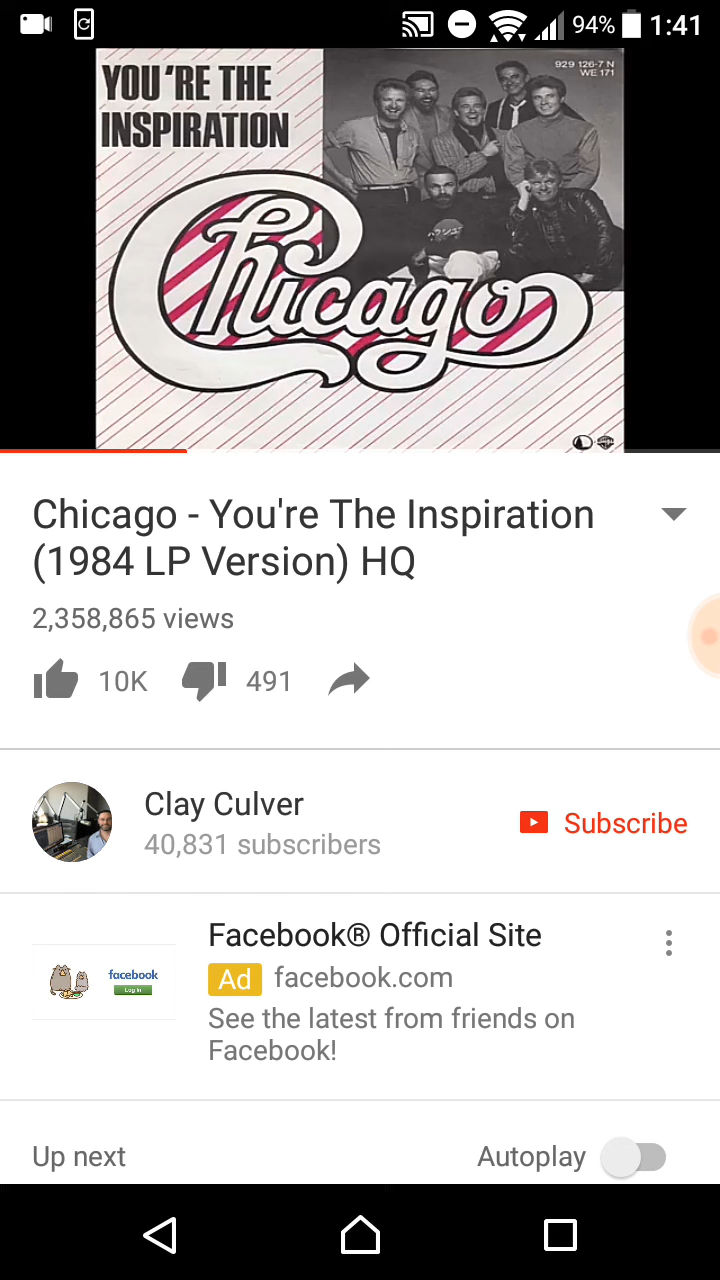 94% 1:41
YOU'RE THE
INSPIRATION
929 126-7 N
WE 171
Chicago
Chicago - You're The Inspiration
(1984 LP Version) HQ
2,358,865 views
10K 491
Clay Culver
40,831 subscribers
Subscribe
Facebook® Official Site
Ad facebook.com
facebook
Log in
See the latest from friends on
Facebook!
Up next Autoplay